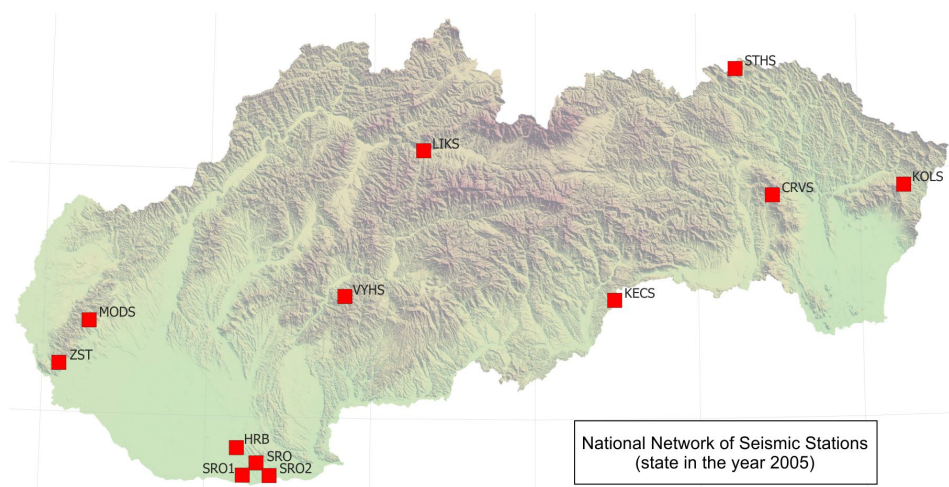 STHS
LIKS
KOLS
CRVS
VYHS
KECS
MODS
ZST
HRB
SRO
SRO1
SRO2
National Network of Seismic Stations
(state in the year 2005)